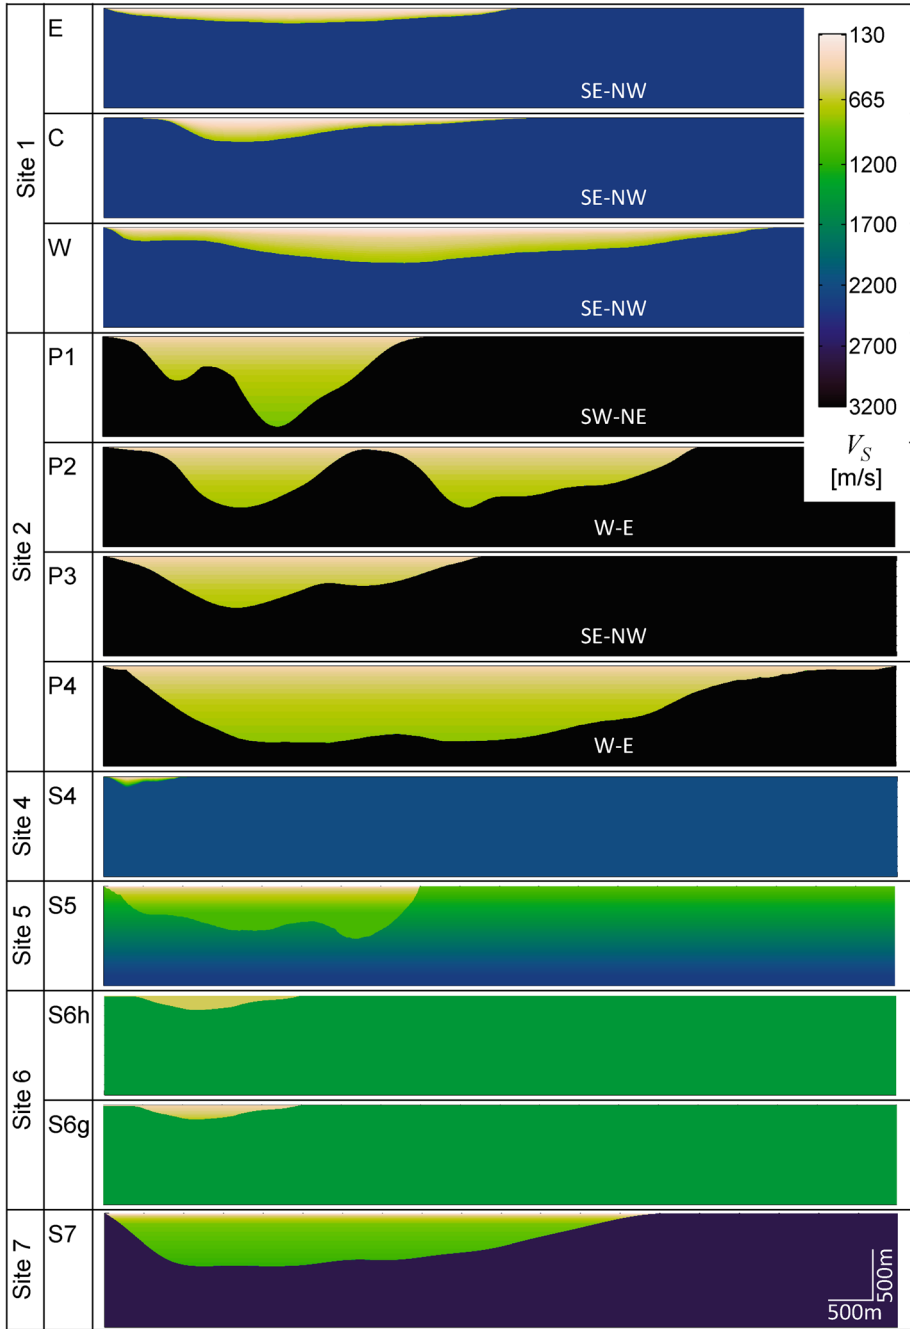 E
SE-NW
C
SE-NW
W
SE-NW
Site 1
P1
SW-NE
P2
W-E
P3
SE-NW
P4
W-E
Site 2
S4
Site 4
S5
Site 5
S6h
S6g
Site 6
S7
Site 7
130
665
1200
1700
2200
2700
3200
V_S
[m/s]
500m
500m